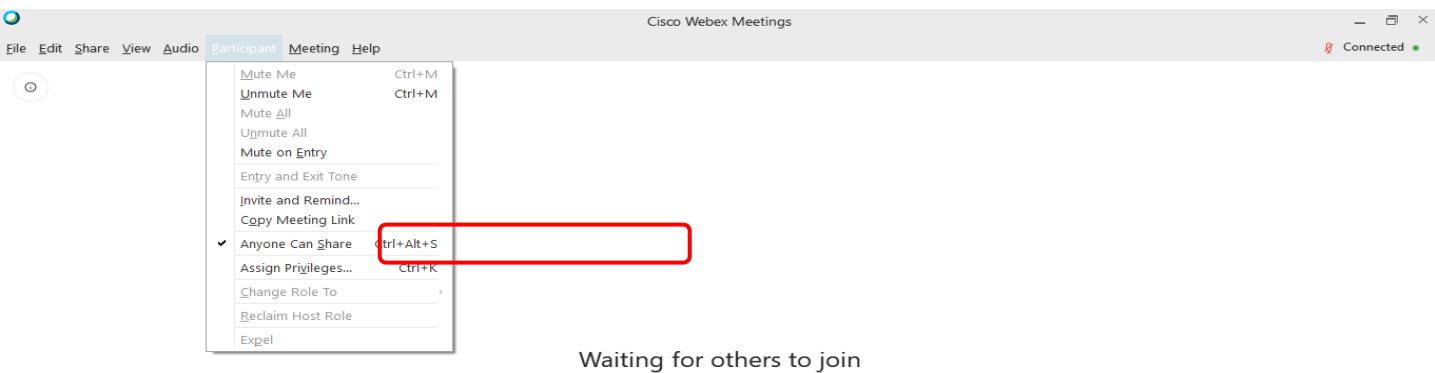 Cisco Webex Meetings
File Edit Share View Audio Participant Meeting Help
Connected
Mute Me Ctrl+M
Unmute Me Ctrl+M
Mute All
Unmute All
Mute on Entry
Entry and Exit Tone
Invite and Remind...
Copy Meeting Link
Anyone Can Share Ctrl+Alt+S
Assign Privileges... Ctrl+K
Change Role To
Reclaim Host Role
Expel
Waiting for others to join